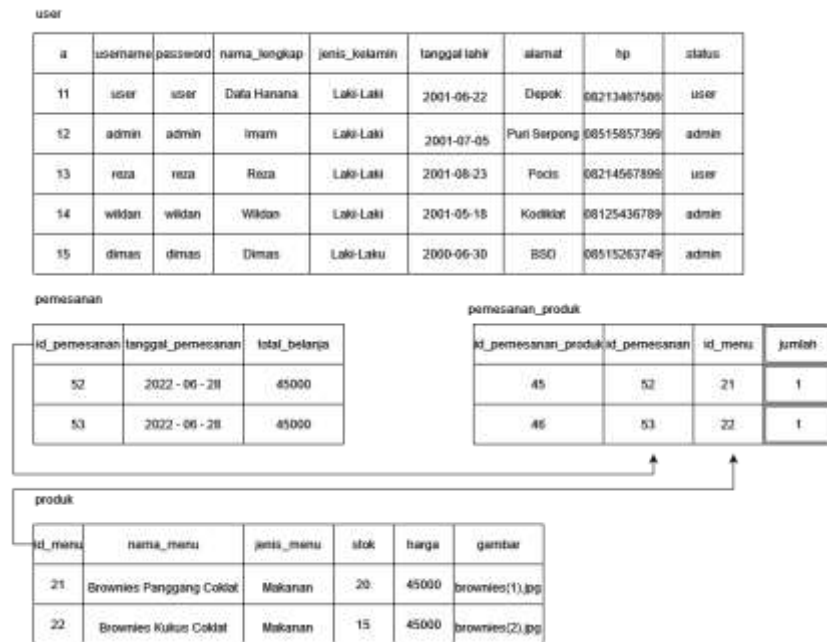 user
a username password nama_lengkap jenis_kelamin tanggal lahir alamat hp status
11 user user Data Hanana Laki-Laki 2001-06-22 Depok user
12 admin admin Imam Laki-Laki 2001-07-05 Puri Serpong 08515857399 admin
13 reza reza Reza Laki-Laki 2001-08-23 Pocis 08214567899 user
14 wildan wildan Wildan Laki-Laki 2001-05-18 Kodiklat 08125436789 admin
15 dimas dimas Dimas Laki-Laku 2000-06-30 BSD 08515263749 admin
pemesanan
id_pemesanan tanggal_pemesanan total_belanja
52 2022 - 06 - 28 45000
53 2022 - 06 - 28 45000
pemesanan_produk
id_pemesanan_produk id_pemesanan id_menu jumlah
45 52 21 1
46 53 22 1
produk
id_menu nama_menu jenis_menu stok harga gambar
21 Brownies Panggang Coklat Makanan 20 45000 brownies(1).jpg
22 Brownies Kukus Coklat Makanan 15 45000 brownies(2).jpg